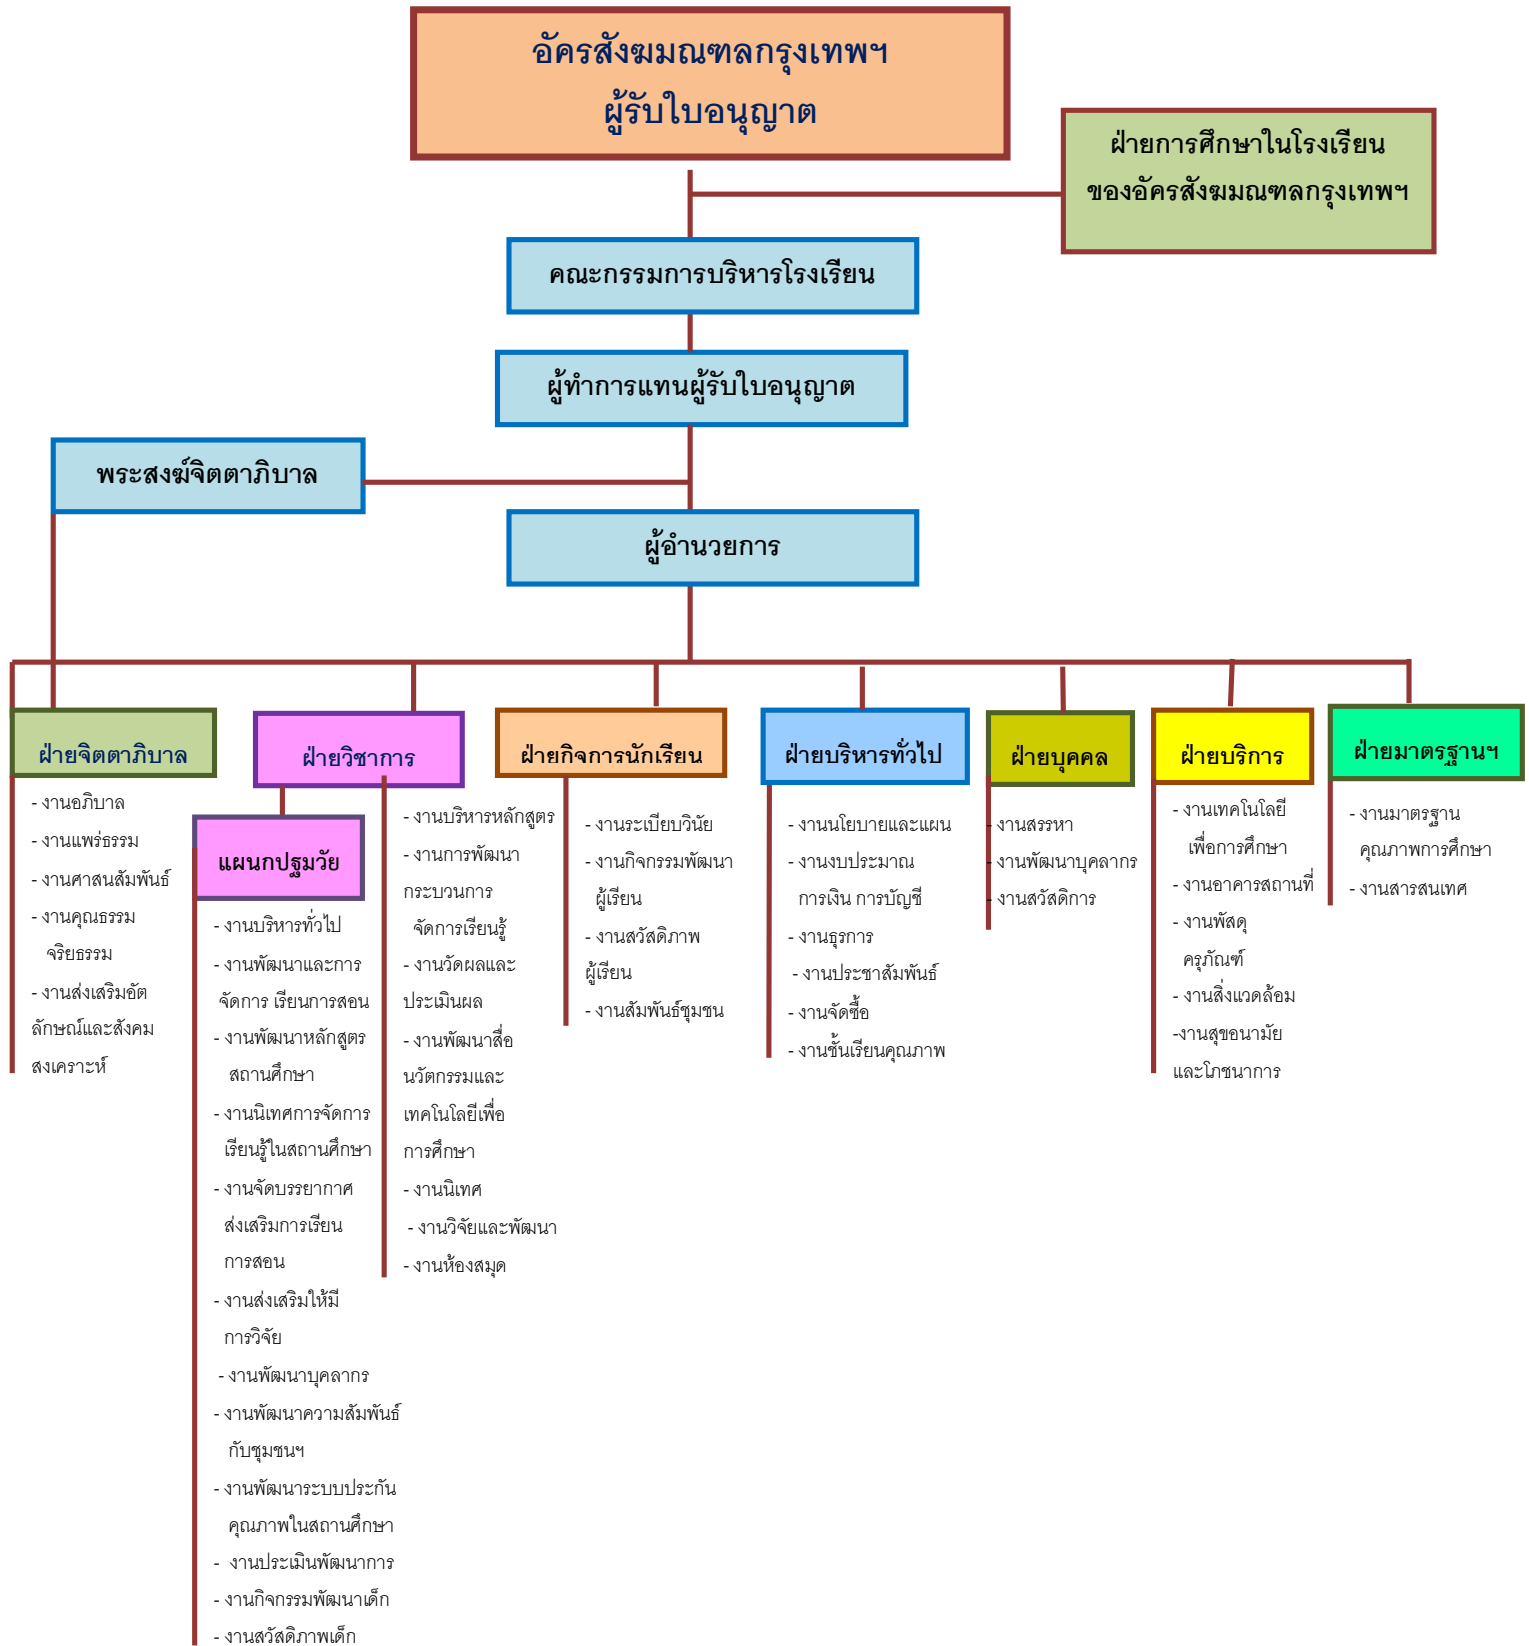 อัครสังฆมณฑลกรุงเทพฯ
ผู้รับใบอนุญาต
ฝ่ายการศึกษาในโรงเรียน
ของอัครสังฆมณฑลกรุงเทพฯ
คณะกรรมการบริหารโรงเรียน
ผู้ทำการแทนผู้รับใบอนุญาต
พระสงฆ์จิตตาภิบาล
ผู้อำนวยการ
ฝ่ายจิตตาภิบาล
- งานอภิบาล
- งานแพร่ธรรม
- งานศาสนสัมพันธ์
- งานคุณธรรม
จริยธรรม
- งานส่งเสริมอัต
ลักษณ์และสังคม
สงเคราะห์
ฝ่ายวิชาการ
แผนกปฐมวัย
- งานบริหารทั่วไป
- งานพัฒนาและการ
จัดการ เรียนการสอน
- งานพัฒนาหลักสูตร
สถานศึกษา
- งานนิเทศการจัดการ
เรียนรู้ในสถานศึกษา
- งานจัดบรรยากาศ
ส่งเสริมการเรียน
การสอน
- งานส่งเสริมให้มี
การวิจัย
- งานพัฒนาบุคลากร
- งานพัฒนาความสัมพันธ์
กับชุมชนฯ
- งานพัฒนาระบบประกัน
คุณภาพในสถานศึกษา
- งานประเมินพัฒนาการ
- งานกิจกรรมพัฒนาเด็ก
- งานสวัสดิภาพเด็ก
- งานบริหารหลักสูตร
- งานการพัฒนา
กระบวนการ
จัดการเรียนรู้
- งานวัดผลและ
ประเมินผล
- งานพัฒนาสื่อ
นวัตกรรมและ
เทคโนโลยีเพื่อ
การศึกษา
- งานนิเทศ
- งานวิจัยและพัฒนา
- งานห้องสมุด
ฝ่ายกิจการนักเรียน
- งานระเบียบวินัย
- งานกิจกรรมพัฒนา
ผู้เรียน
- งานสวัสดิภาพ
ผู้เรียน
- งานสัมพันธ์ชุมชน
ฝ่ายบริหารทั่วไป
- งานนโยบายและแผน
- งานงบประมาณ
การเงิน การบัญชี
- งานธุรการ
- งานประชาสัมพันธ์
- งานจัดซื้อ
- งานชั้นเรียนคุณภาพ
ฝ่ายบุคคล
- งานสรรหา
- งานพัฒนาบุคลากร
- งานสวัสดิการ
ฝ่ายบริการ
- งานเทคโนโลยี
เพื่อการศึกษา
- งานอาคารสถานที่
- งานพัสดุ
ครุภัณฑ์
- งานสิ่งแวดล้อม
-งานสุขอนามัย
และโภชนาการ
ฝ่ายมาตรฐานฯ
- งานมาตรฐาน
คุณภาพการศึกษา
- งานสารสนเทศ